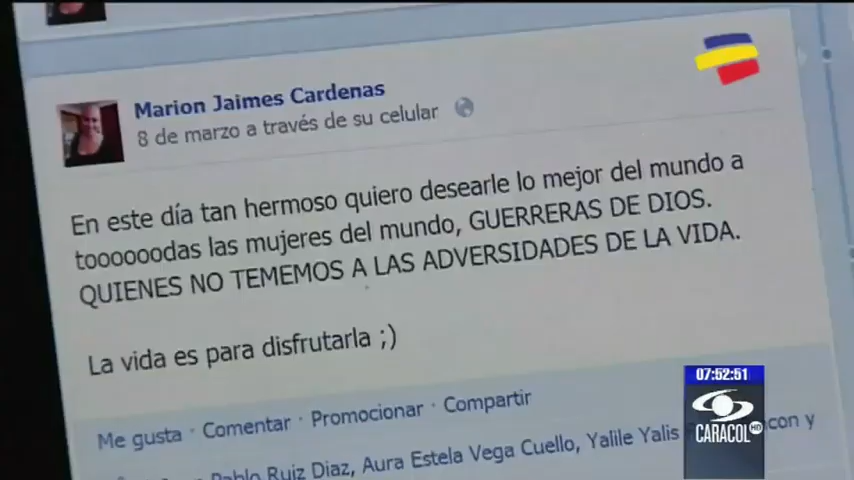 Marion Jaimes Cardenas
8 de marzo a través de su celular
En este día tan hermoso quiero desearle lo mejor del mundo a
toooooodas las mujeres del mundo, GUERRERAS DE DIOS.
QUIENES NO TEMEMOS A LAS ADVERSIDADES DE LA VIDA.
La vida es para disfrutarla ;)
Me gusta · Comentar · Promocionar · Compartir
Pablo Ruiz Diaz, Aura Estela Vega Cuello, Yalile Yalis con y
07:52:51
CARACOL HD